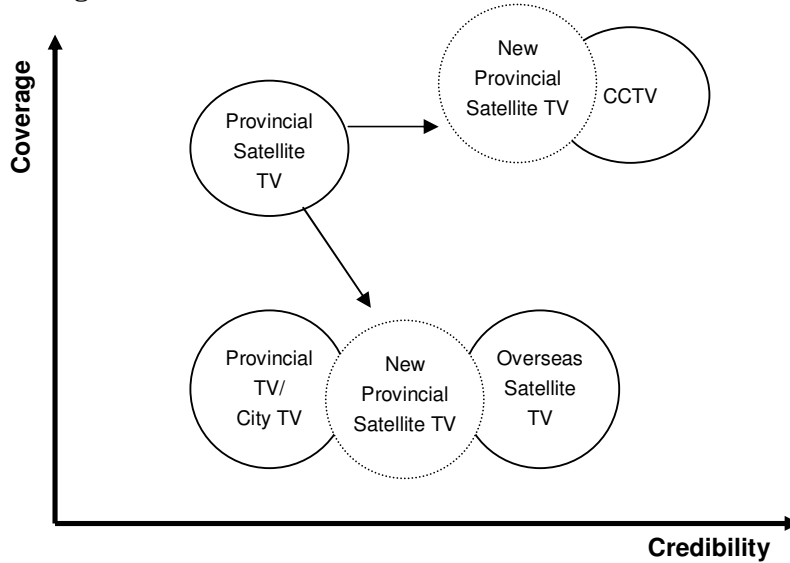 Coverage
New
Provincial
Satellite TV
CCTV
Provincial
Satellite
TV
Provincial
TV/
City TV
New
Provincial
Satellite TV
Overseas
Satellite
TV
Credibility